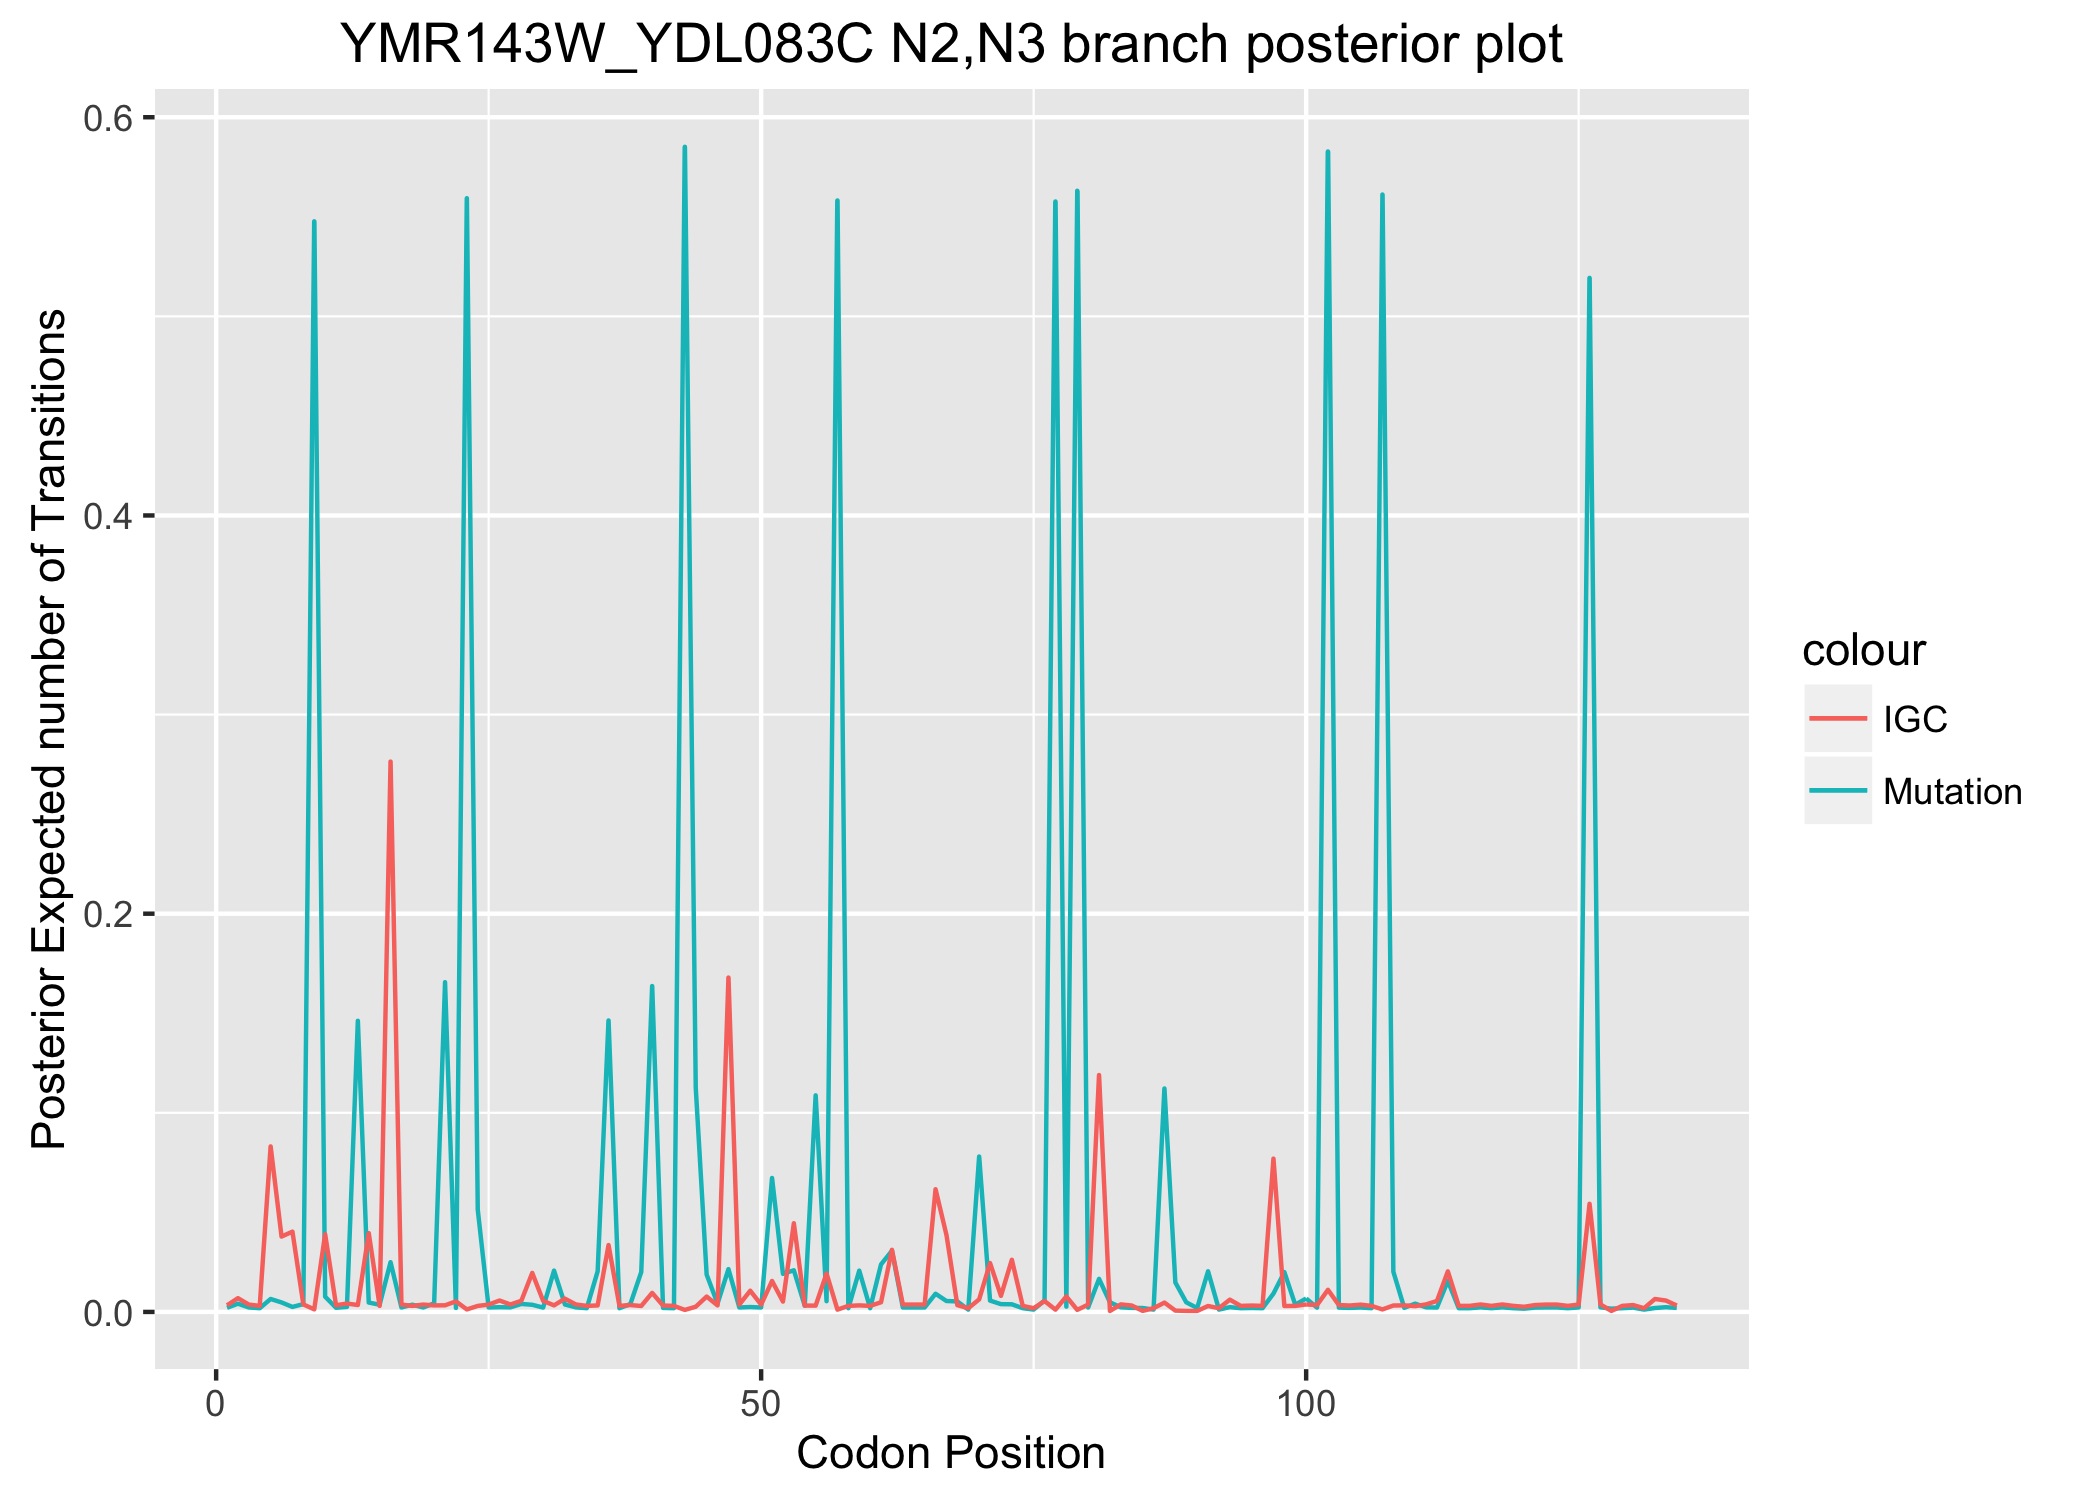 YMR143W_YDL083C N2,N3 branch posterior plot
0.6
0.4
0.2
0.0
Posterior Expected number of Transitions
0
50
100
Codon Position
colour
IGC
Mutation